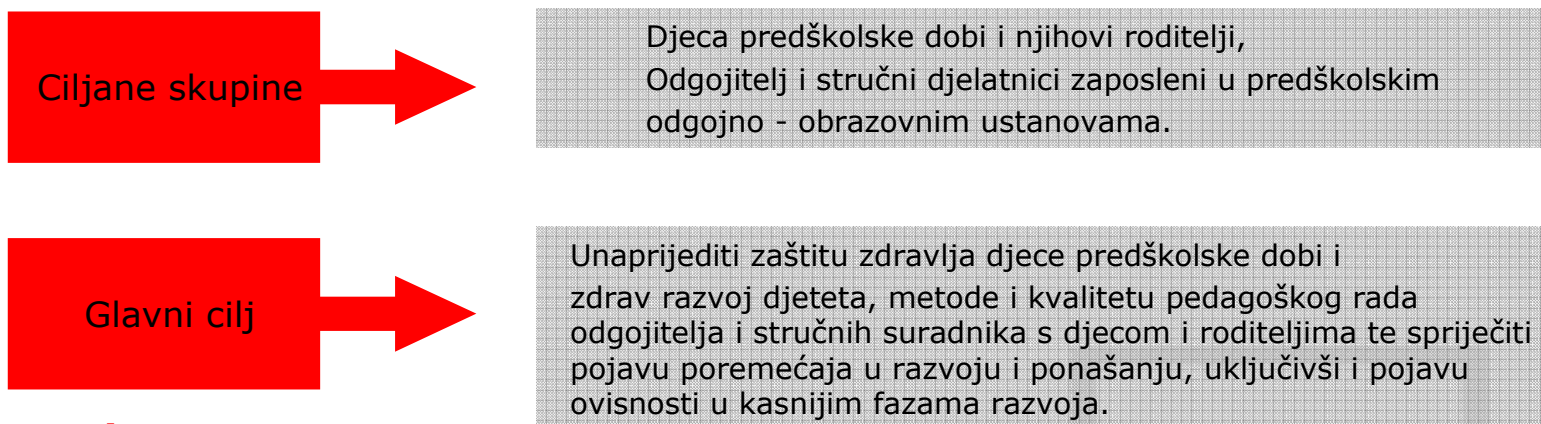 Ciljane skupine
Djeca predškolske dobi i njihovi roditelji,
Odgojitelj i stručni djelatnici zaposleni u predškolskim
odgojno - obrazovnim ustanovama.
Glavni cilj
Unaprijediti zaštitu zdravlja djece predškolske dobi i
zdrav razvoj djeteta, metode i kvalitetu pedagoškog rada
odgojitelja i stručnih suradnika s djecom i roditeljima te spriječiti
pojavu poremećaja u razvoju i ponašanju, uključivši i pojavu
ovisnosti u kasnijim fazama razvoja.